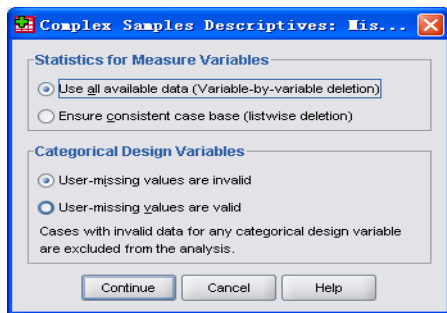 Complex Samples Descriptives: Mis...
Statistics for Measure Variables
Use all available data (Variable-by-variable deletion)
Ensure consistent case base (listwise deletion)
Categorical Design Variables
User-missing values are invalid
User-missing values are valid
Cases with invalid data for any categorical design variable
are excluded from the analysis.
Continue
Cancel
Help